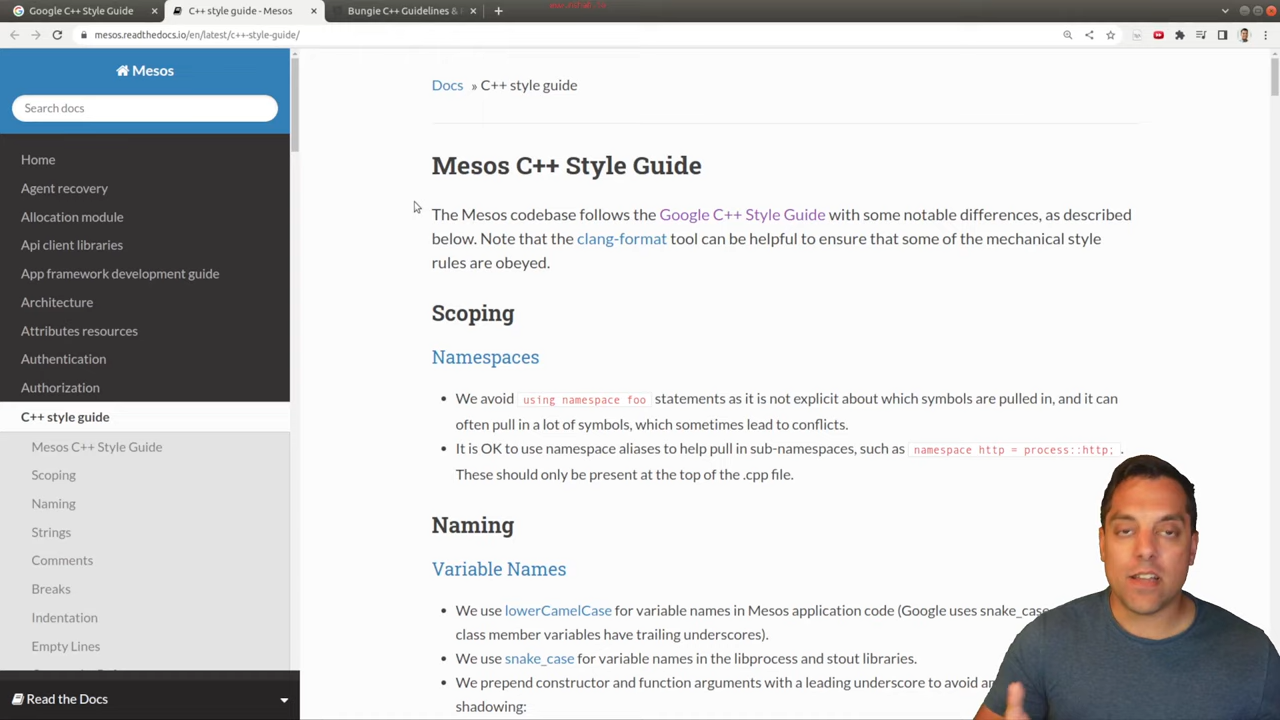 Google C++ Style Guide
C++ style guide - Mesos
Bungie C++ Guidelines &
mesos.readthedocs.io/en/latest/c++-style-guide/
Mesos
Search docs
Home
Agent recovery
Allocation module
Api client libraries
App framework development guide
Architecture
Attributes resources
Authentication
Authorization
C++ style guide
Mesos C++ Style Guide
Scoping
Naming
Strings
Comments
Breaks
Indentation
Empty Lines
Read the Docs
Docs » C++ style guide
Mesos C++ Style Guide
The Mesos codebase follows the Google C++ Style Guide with some notable differences, as described
below. Note that the clang-format tool can be helpful to ensure that some of the mechanical style
rules are obeyed.
Scoping
Namespaces
• We avoid using namespace foo statements as it is not explicit about which symbols are pulled in, and it can
often pull in a lot of symbols, which sometimes lead to conflicts.
• It is OK to use namespace aliases to help pull in sub-namespaces, such as namespace http = process::http; .
These should only be present at the top of the .cpp file.
Naming
Variable Names
• We use lowerCamelCase for variable names in Mesos application code (Google uses snake_case
class member variables have trailing underscores).
• We use snake_case for variable names in the libprocess and stout libraries.
• We prepend constructor and function arguments with a leading underscore to avoid
shadowing: